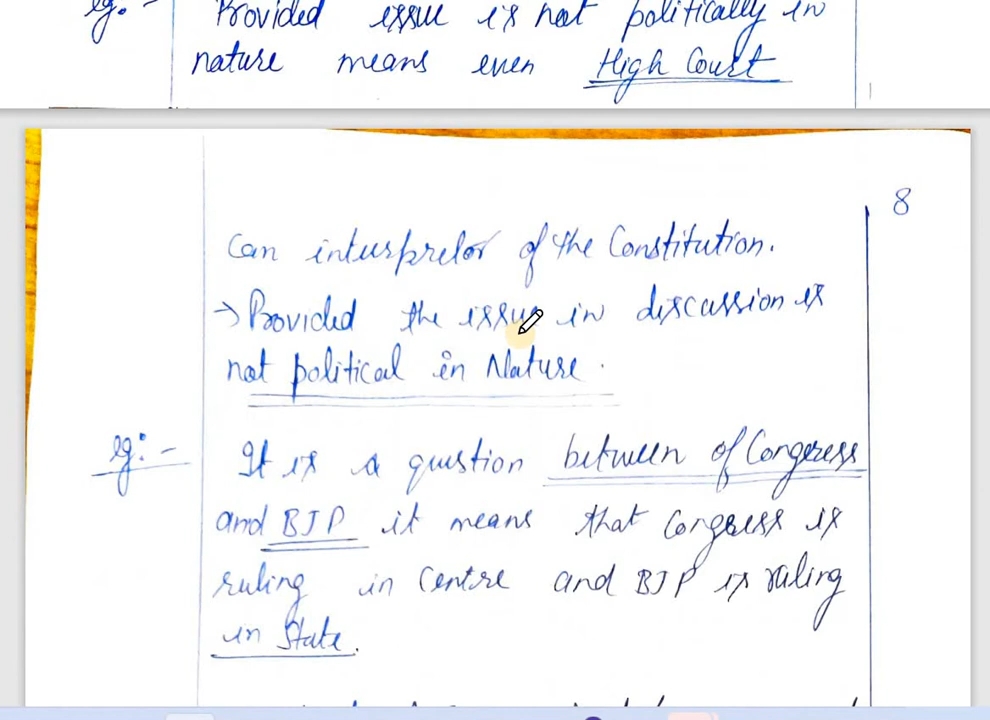 eg:- Provided issue is not politically in
nature means even High Court
8
Can interpretor of the Constitution.
→ Provided the issue in discussion is
not political in Nature.
eg:- It is a question between of Congress
and BJP it means that Congress is
ruling in Centre and BJP is ruling
in State.